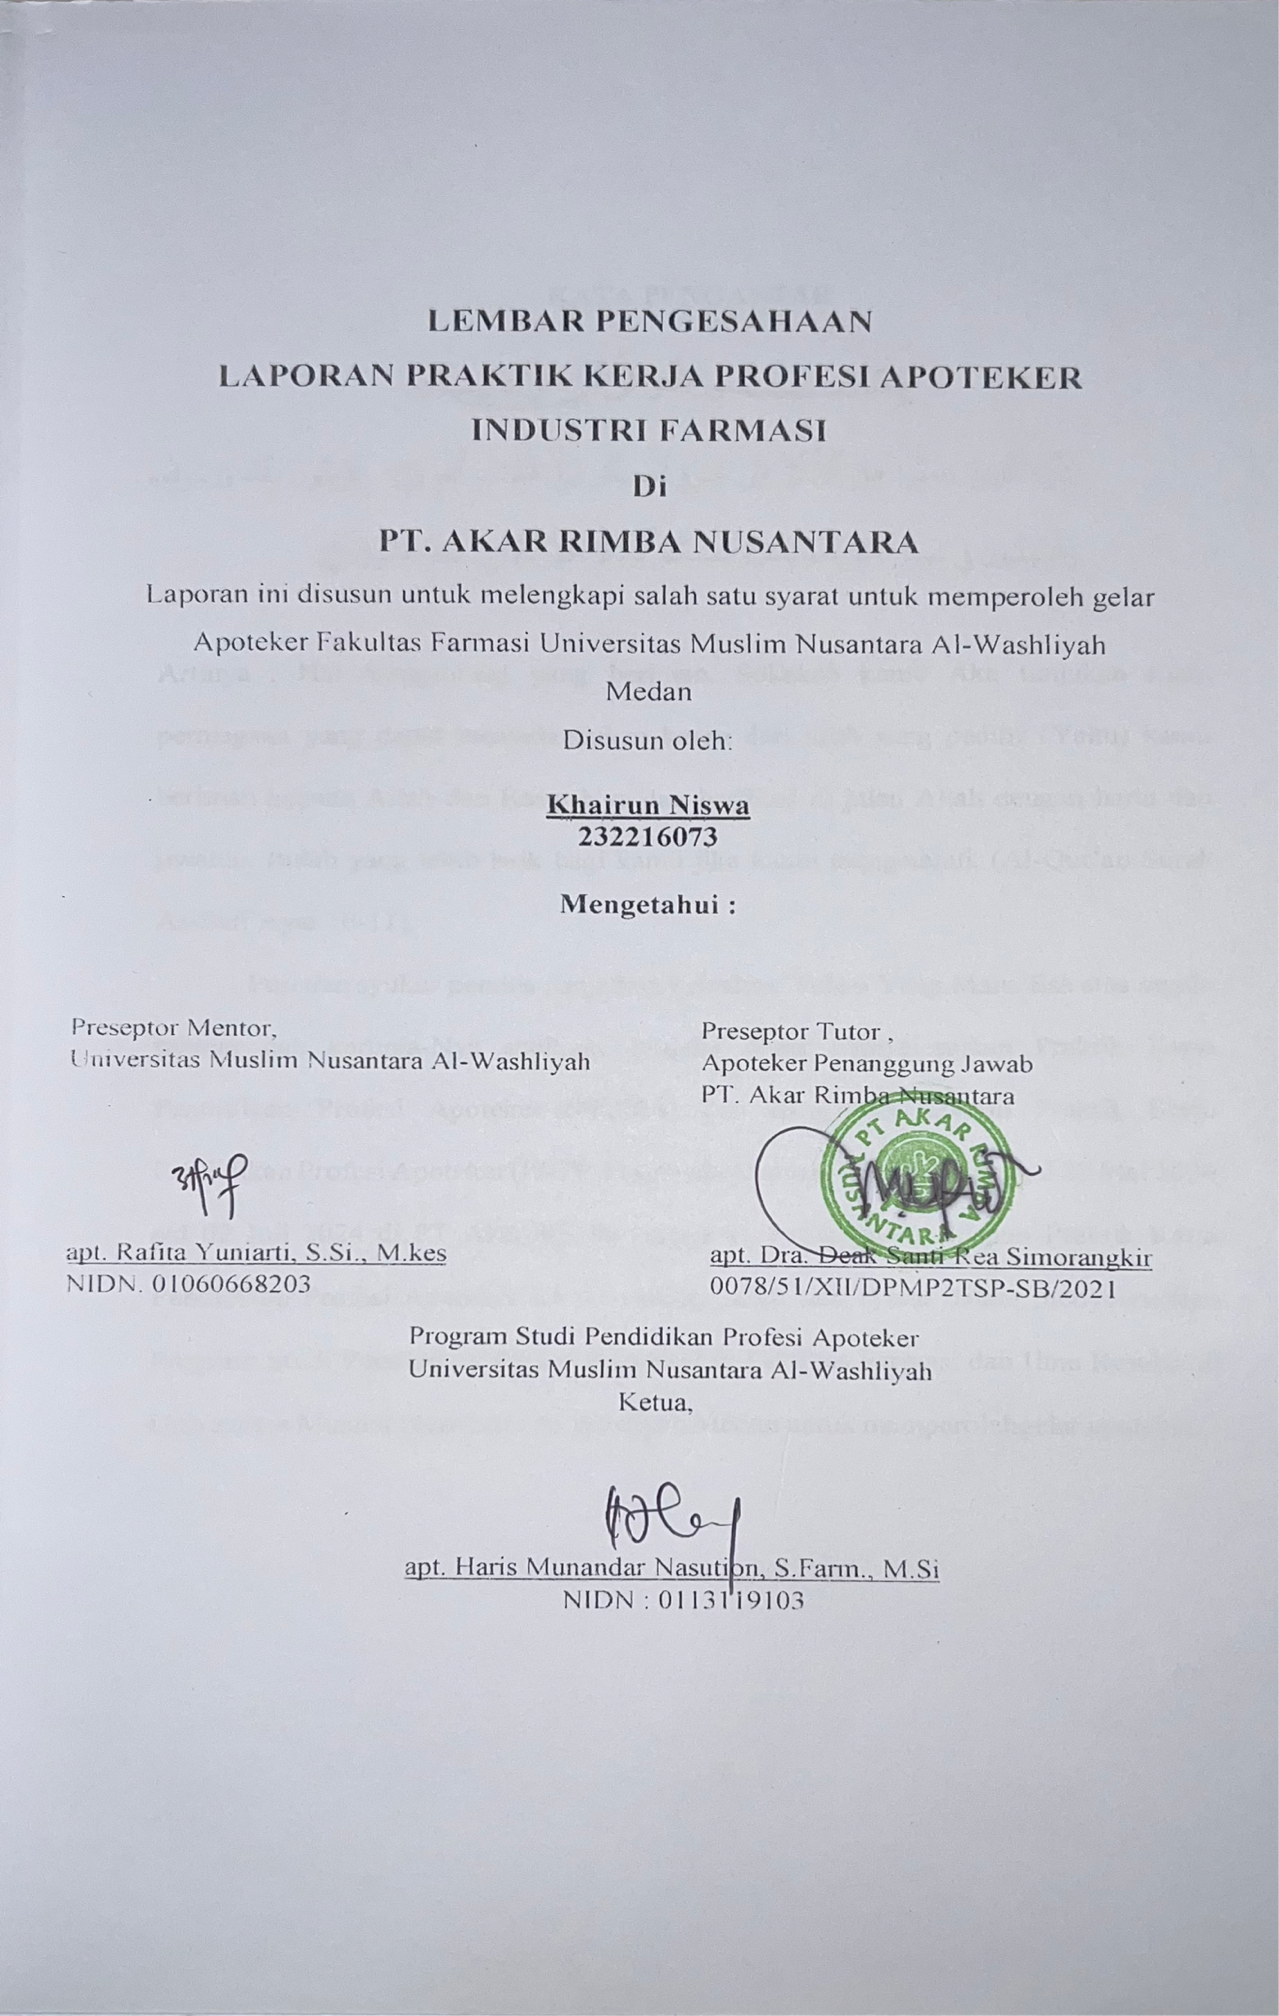 LEMBAR PENGESAHAAN
LAPORAN PRAKTIK KERJA PROFESI APOTEKER
INDUSTRI FARMASI
Di
PT. AKAR RIMBA NUSANTARA
Laporan ini disusun untuk melengkapi salah satu syarat untuk memperoleh gelar
Apoteker Fakultas Farmasi Universitas Muslim Nusantara Al-Washliyah
Medan
Disusun oleh:
Khairun Niswa
232216073
Mengetahui :
Preseptor Mentor,
Universitas Muslim Nusantara Al-Washliyah
Preseptor Tutor ,
Apoteker Penanggung Jawab
PT. Akar Rimba Nusantara
PT AKAR RIMBA NUSANTARA
apt. Rafita Yuniarti, S.Si., M.kes
NIDN. 01060668203
apt. Dra. Deak Santi Rea Simorangkir
0078/51/XII/DPMP2TSP-SB/2021
Program Studi Pendidikan Profesi Apoteker
Universitas Muslim Nusantara Al-Washliyah
Ketua,
apt. Haris Munandar Nasution, S.Farm., M.Si
NIDN : 0113119103